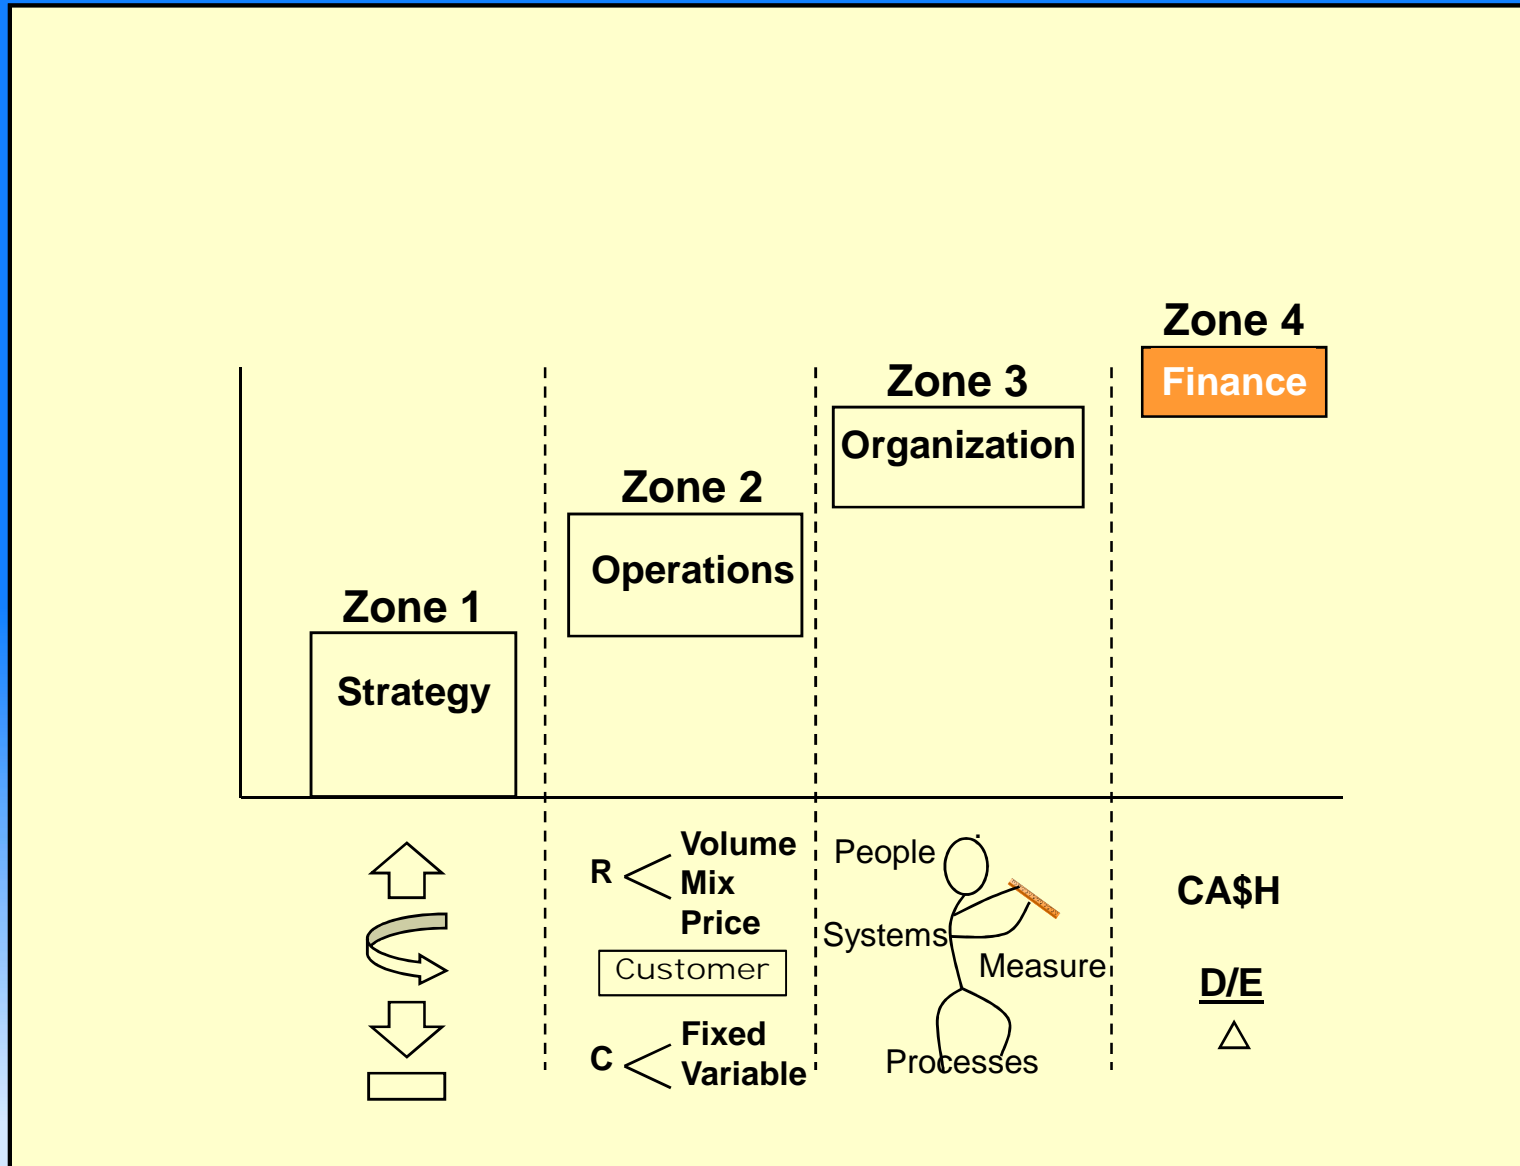 Zone 4
Finance
Zone 3
Organization
Zone 2
Operations
Zone 1
Strategy
R
Volume
Mix
Price
Customer
C
Fixed
Variable
People
Systems
Measure
Processes
CA$H
D/E